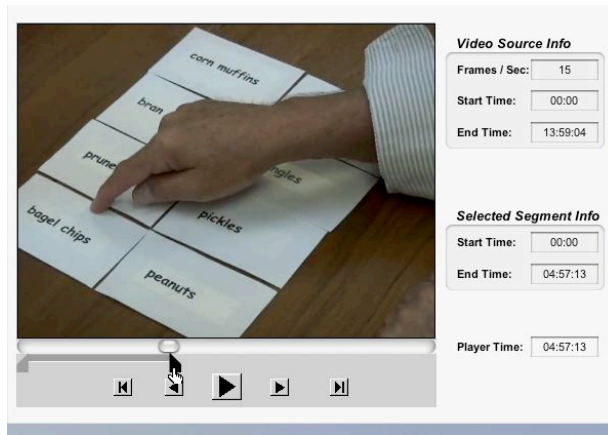 corn muffins
bran
prune
ngles
bagel chips
pickles
peanuts
Video Source Info
Frames / Sec: 15
Start Time: 00:00
End Time: 13:59:04
Selected Segment Info
Start Time: 00:00
End Time: 04:57:13
Player Time: 04:57:13